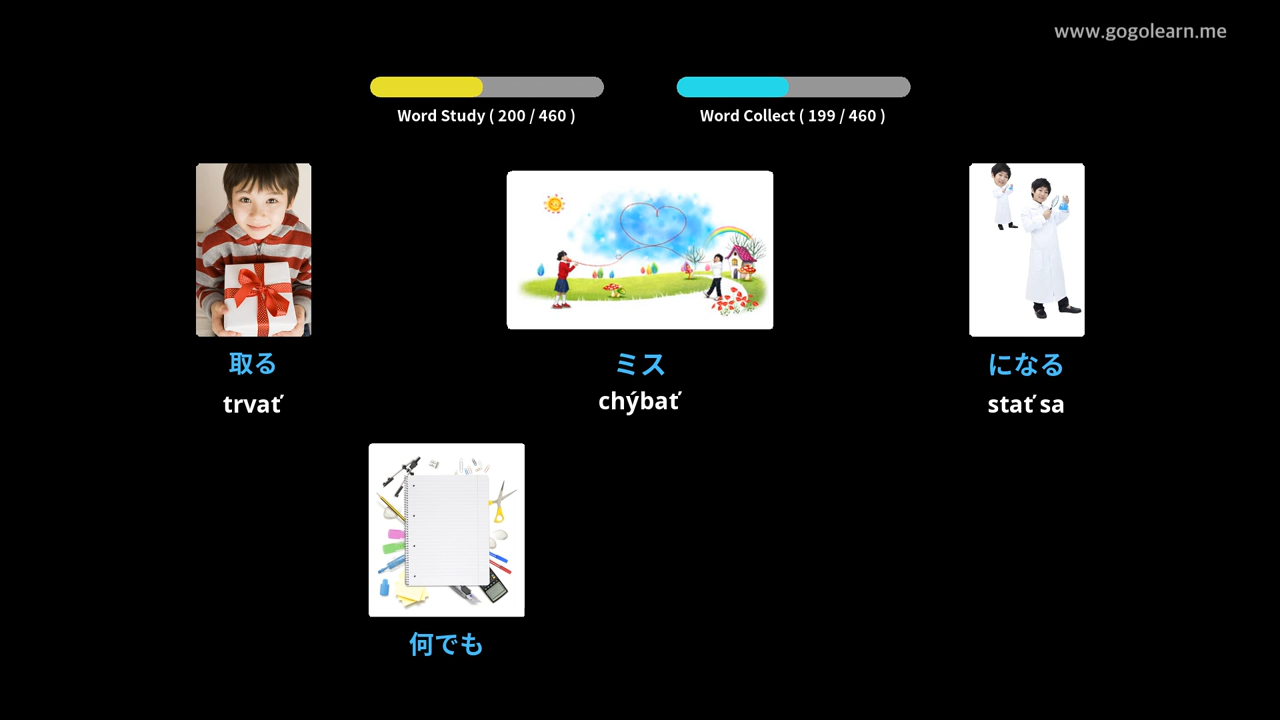 www.gogolearn.me
Word Study ( 200 / 460 )
Word Collect ( 199 / 460 )
取る
trvať
ミス
chýbať
になる
stať sa
何でも